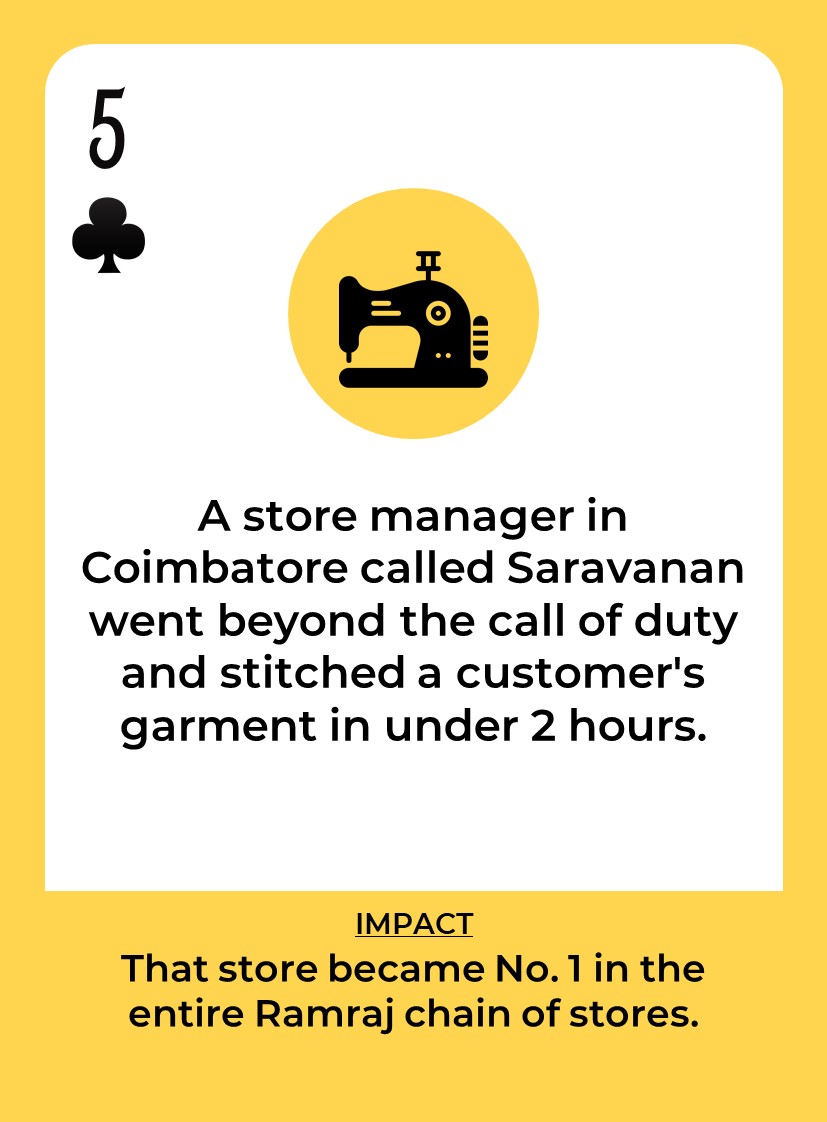 5
A store manager in
Coimbatore called Saravanan
went beyond the call of duty
and stitched a customer's
garment in under 2 hours.
IMPACT
That store became No. 1 in the
entire Ramraj chain of stores.